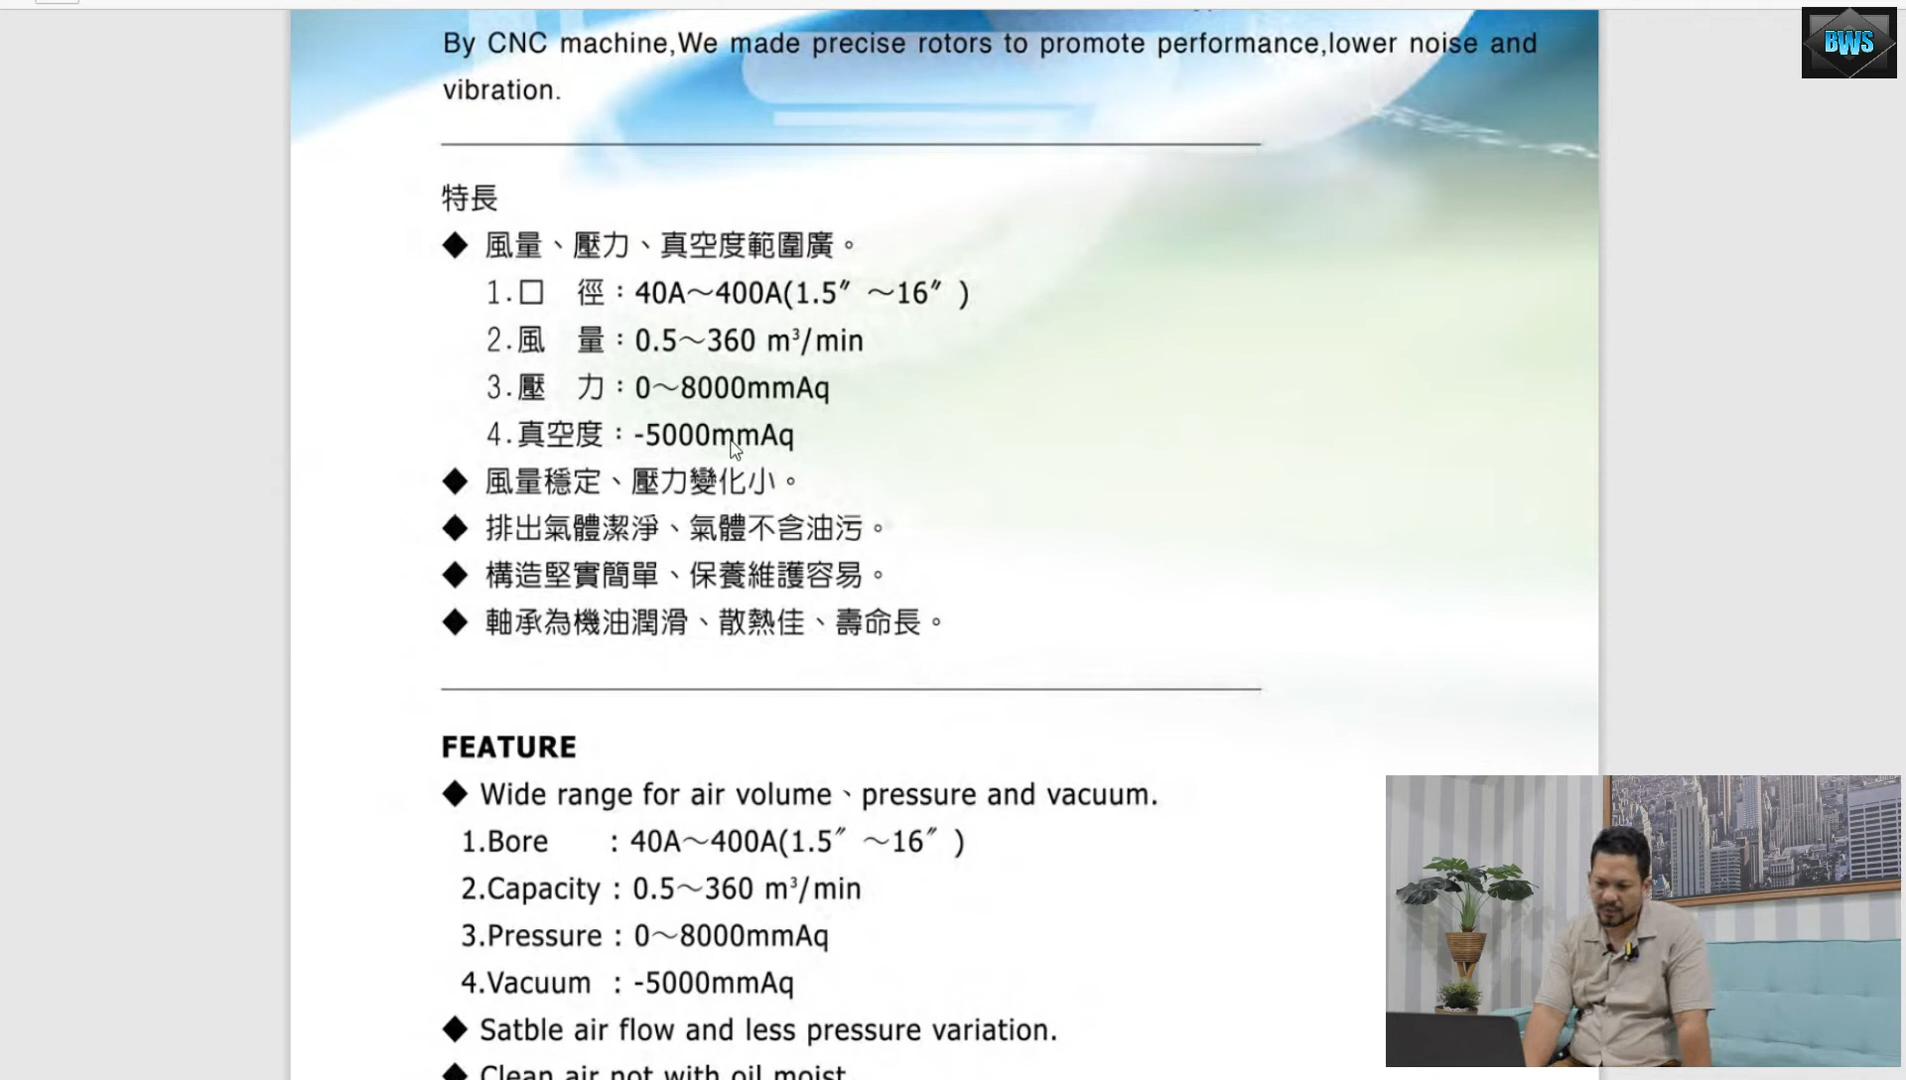 By CNC machine,We made precise rotors to promote performance,lower noise and
vibration.
BWS
特長
◆ 風量、壓力、真空度範圍廣。
1.口 徑：40A～400A(1.5″ ～16″ )
2.風 量：0.5～360 m³/min
3.壓 力：0～8000mmAq
4.真空度：-5000mmAq
◆ 風量穩定、壓力變化小。
◆ 排出氣體潔淨、氣體不含油污。
◆ 構造堅實簡單、保養維護容易。
◆ 軸承為機油潤滑、散熱佳、壽命長。
FEATURE
◆ Wide range for air volume、pressure and vacuum.
1.Bore : 40A～400A(1.5″ ～16″ )
2.Capacity : 0.5～360 m³/min
3.Pressure : 0～8000mmAq
4.Vacuum : -5000mmAq
◆ Satble air flow and less pressure variation.
◆ Clean air not with oil moist.